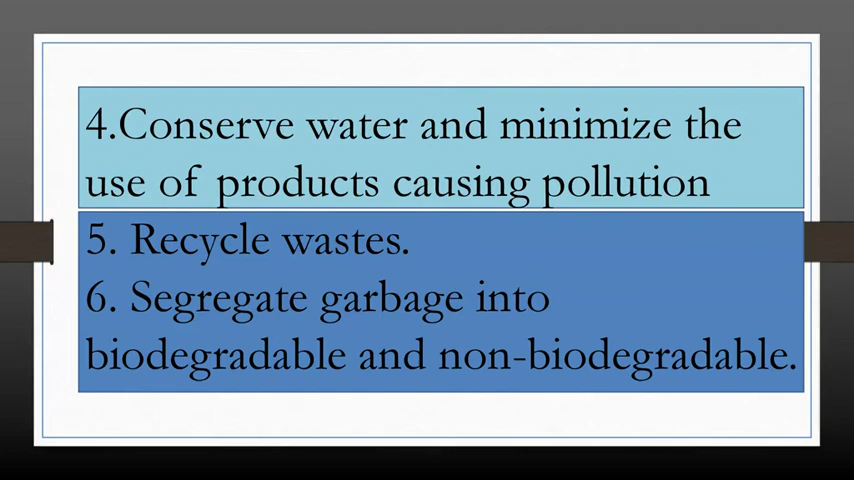 4.Conserve water and minimize the
use of products causing pollution
5. Recycle wastes.
6. Segregate garbage into
biodegradable and non-biodegradable.